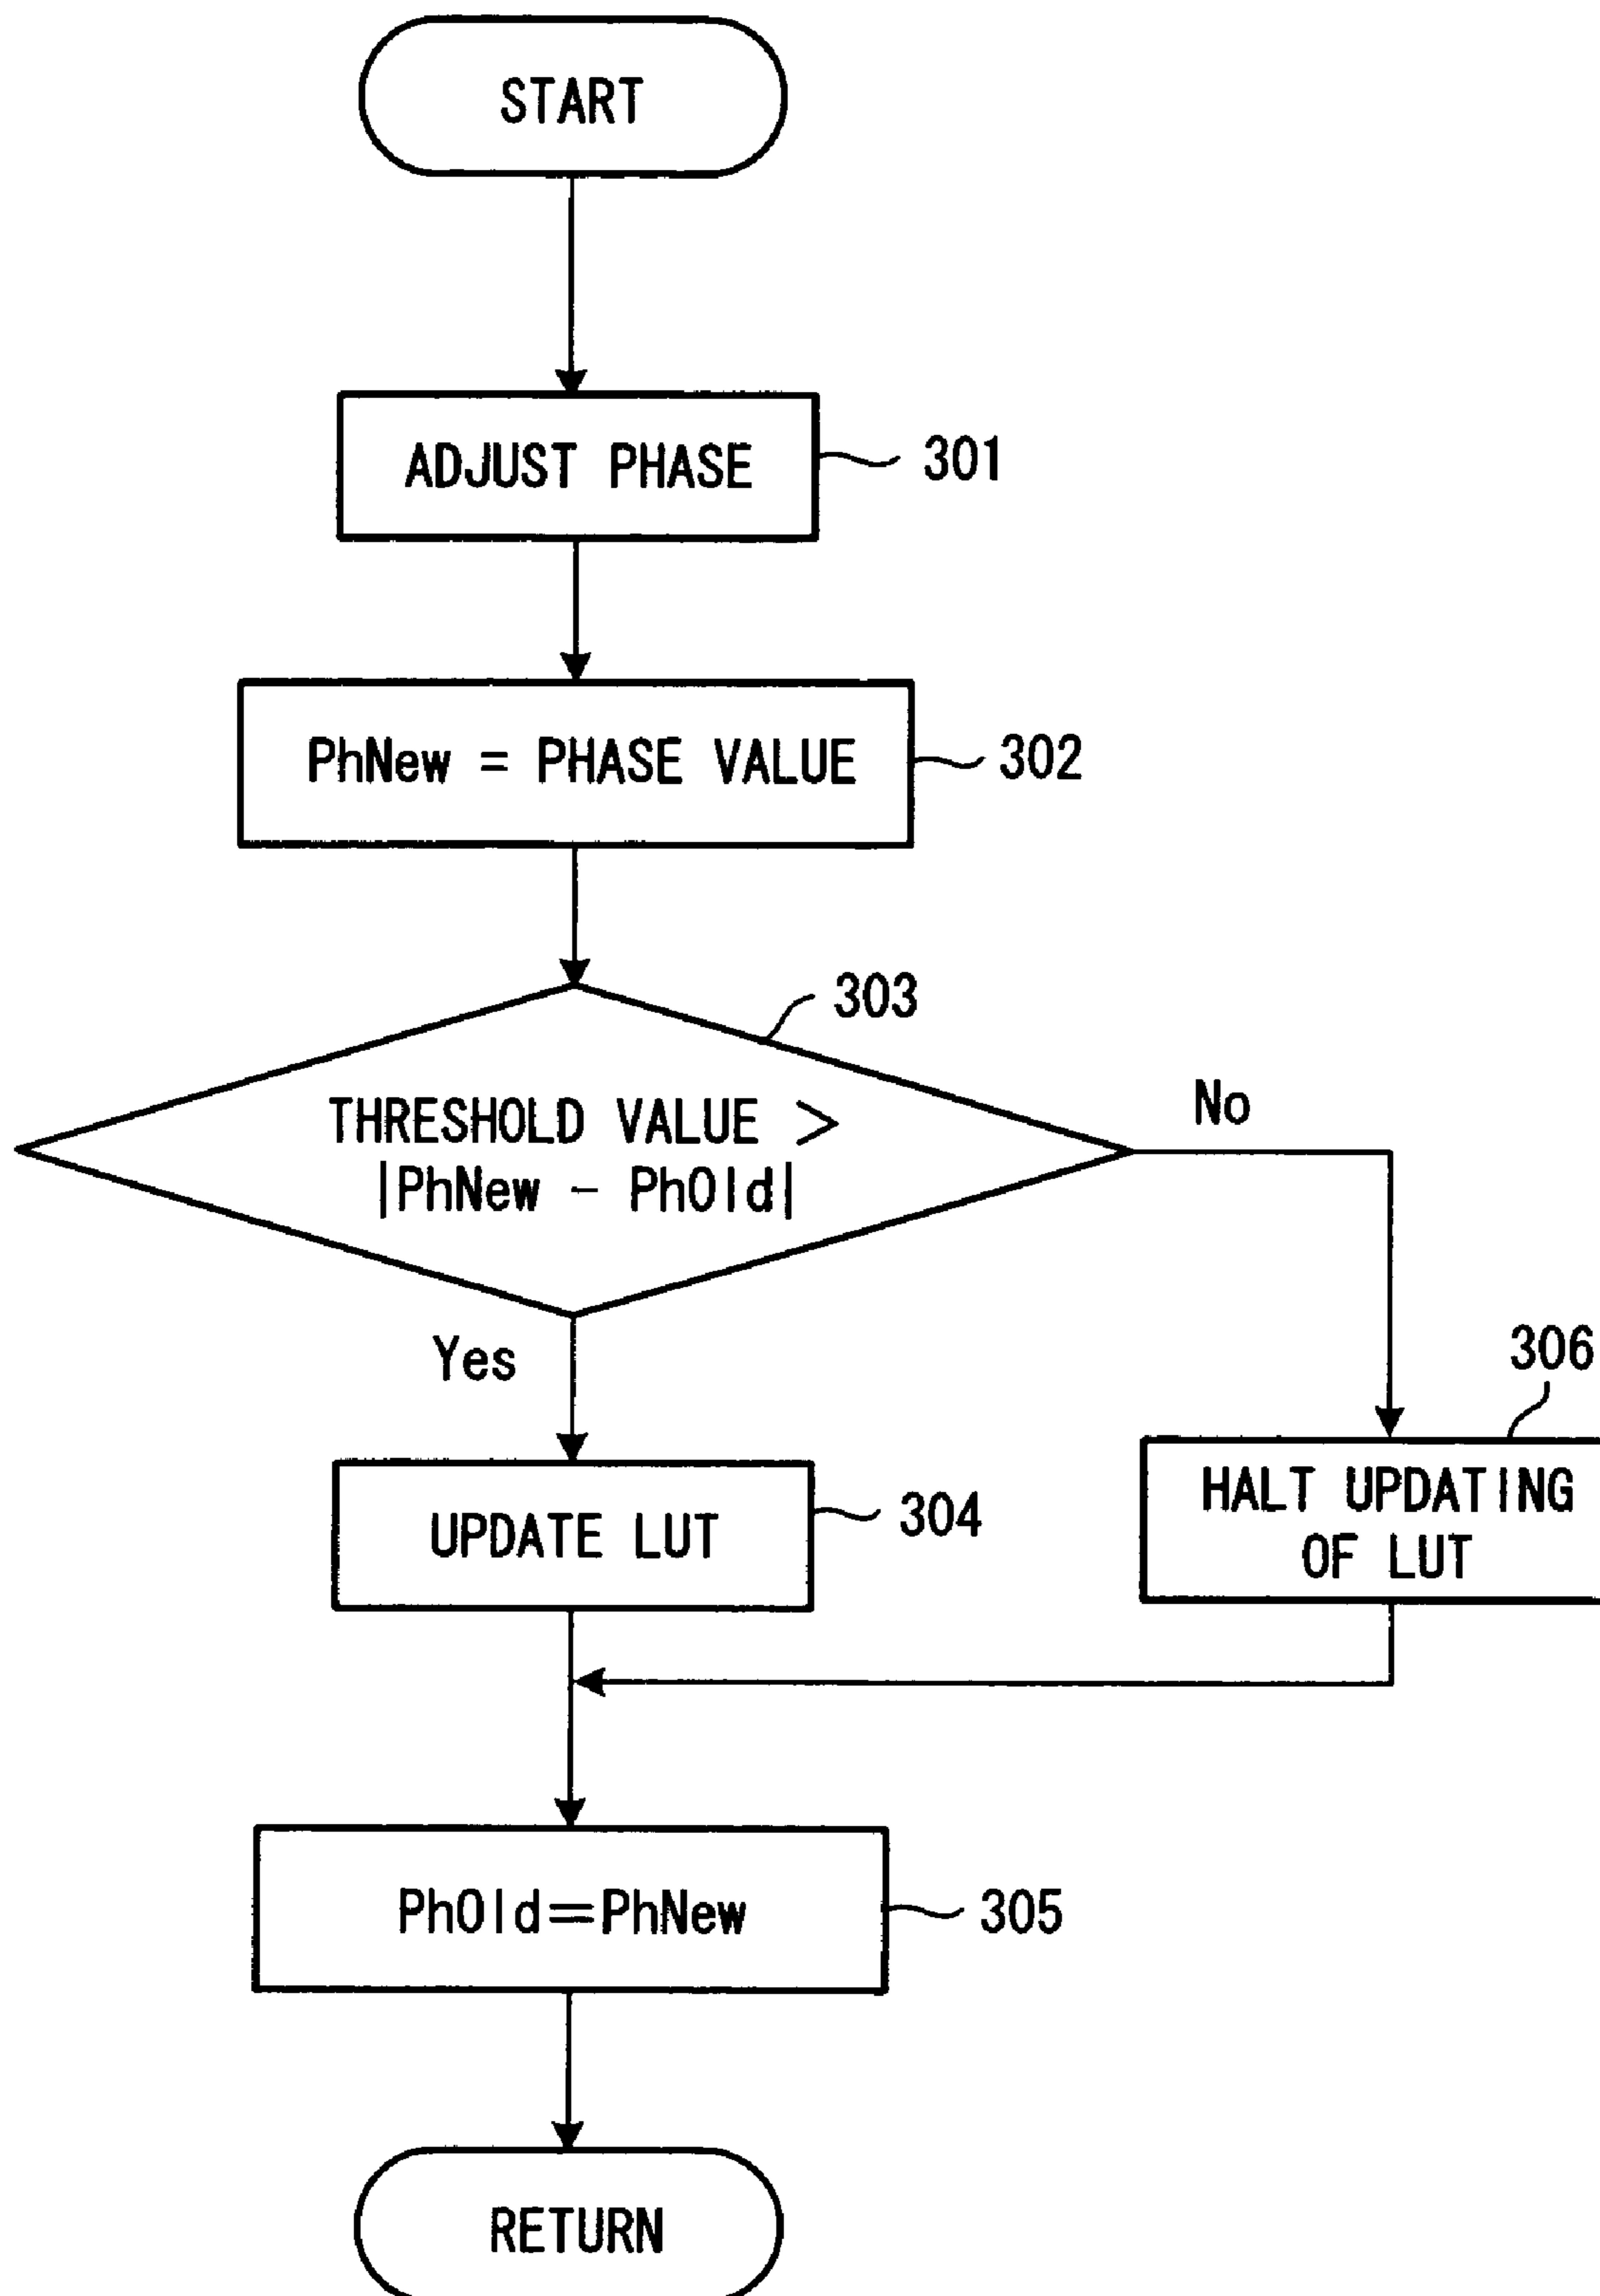 START
ADJUST PHASE
301
PhNew = PHASE VALUE
302
303
THRESHOLD VALUE >
|PhNew - PhOld|
No
Yes
306
UPDATE LUT
304
HALT UPDATING
OF LUT
PhOld=PhNew
305
RETURN